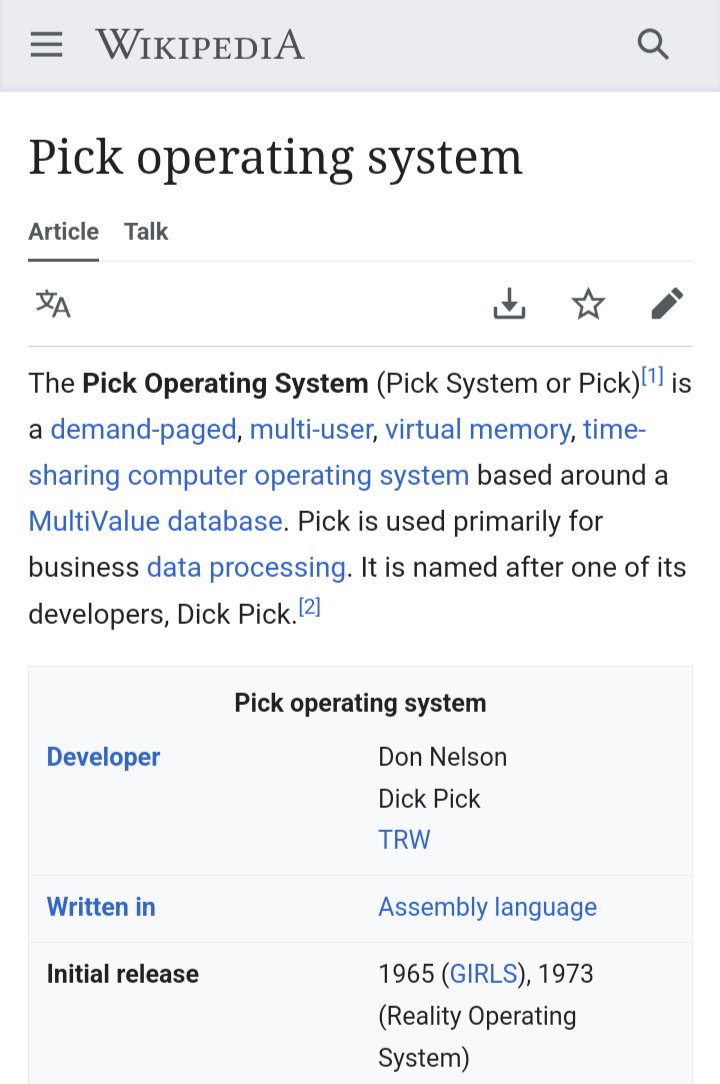 WIKIPEDIA
Pick operating system
Article Talk
文A
The Pick Operating System (Pick System or Pick)[1] is
a demand-paged, multi-user, virtual memory, time-
sharing computer operating system based around a
MultiValue database. Pick is used primarily for
business data processing. It is named after one of its
developers, Dick Pick.[2]
Pick operating system
Developer Don Nelson
Dick Pick
TRW
Written in Assembly language
Initial release 1965 (GIRLS), 1973
(Reality Operating
System)